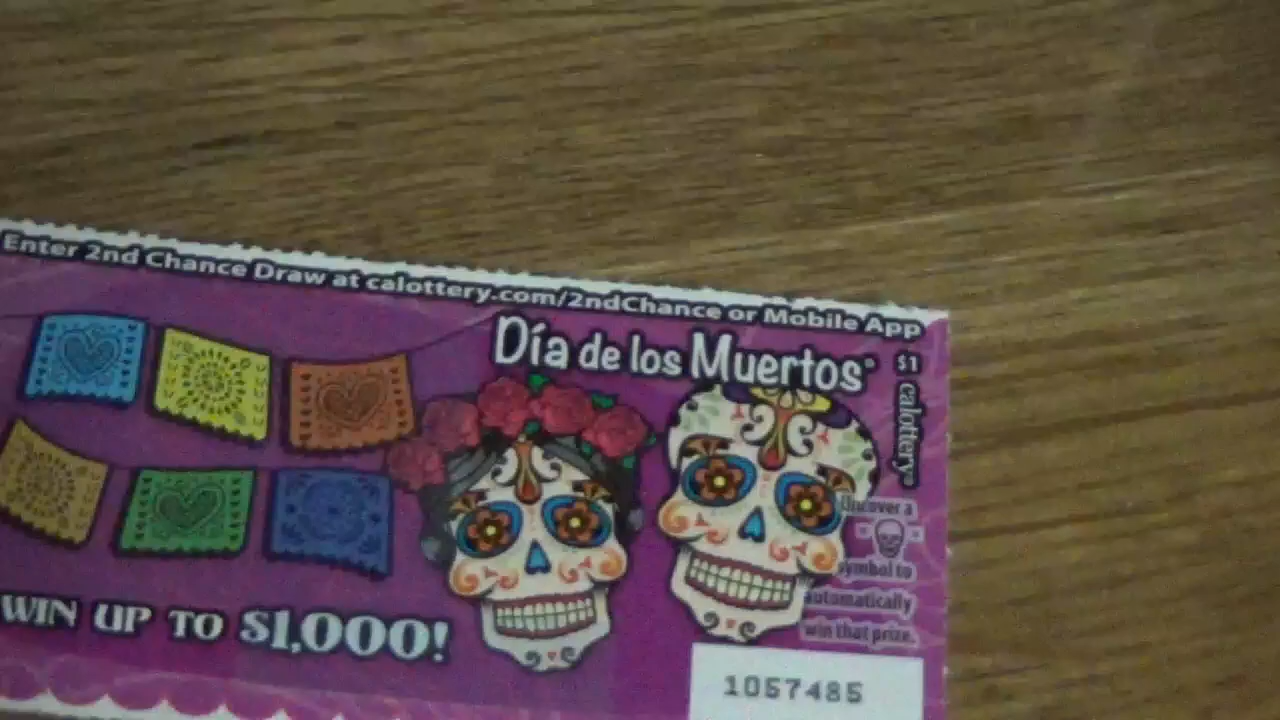 Enter 2nd Chance Draw at calottery.com/2ndChance or Mobile App
Día de los Muertos®
$1
calottery®
Uncover a
symbol to
automatically
win that prize.
WIN UP TO $1,000!
1057485